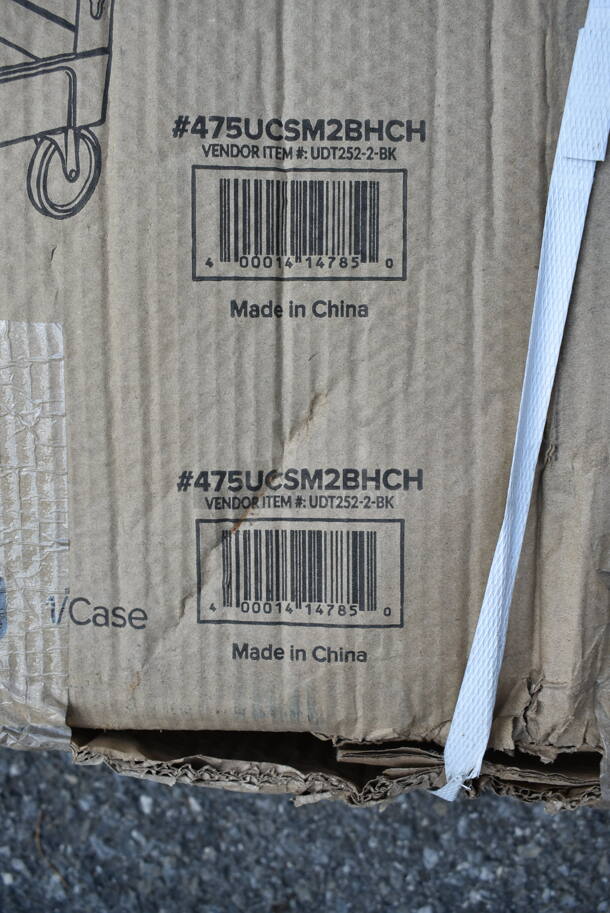 #475UCSM2BHCH
VENDOR ITEM #: UDT252-2-BK
4 00014 14785 0
Made in China
#475UCSM2BHCH
VENDOR ITEM #: UDT252-2-BK
4 00014 14785 0
1/Case
Made in China